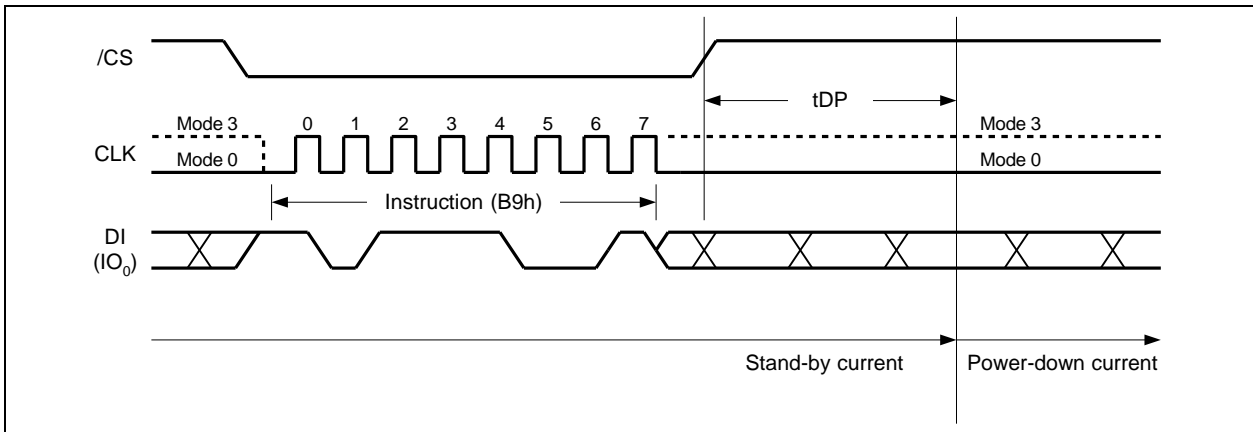 /CS
tDP
Mode 3 0 1 2 3 4 5 6 7 Mode 3
CLK
Mode 0 Mode 0
Instruction (B9h)
DI
(IO0)
Stand-by current Power-down current